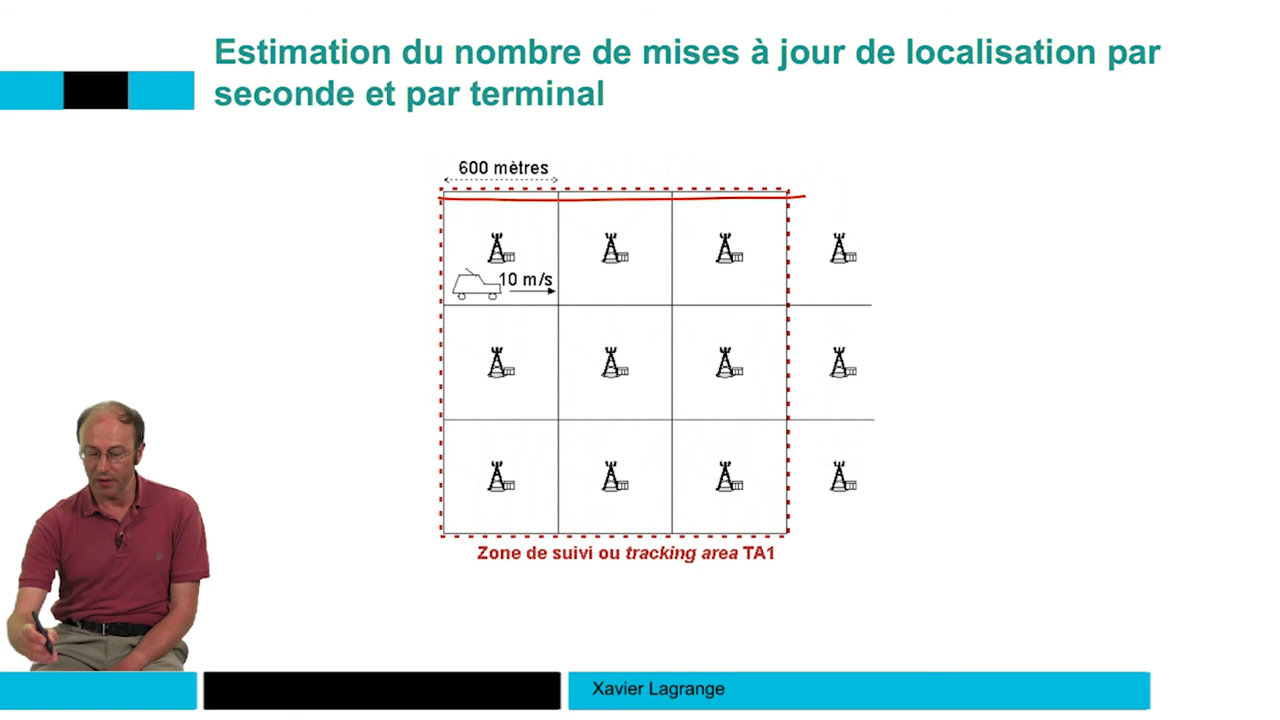 Estimation du nombre de mises à jour de localisation par
seconde et par terminal
600 mètres
10 m/s
Zone de suivi ou tracking area TA1
Xavier Lagrange